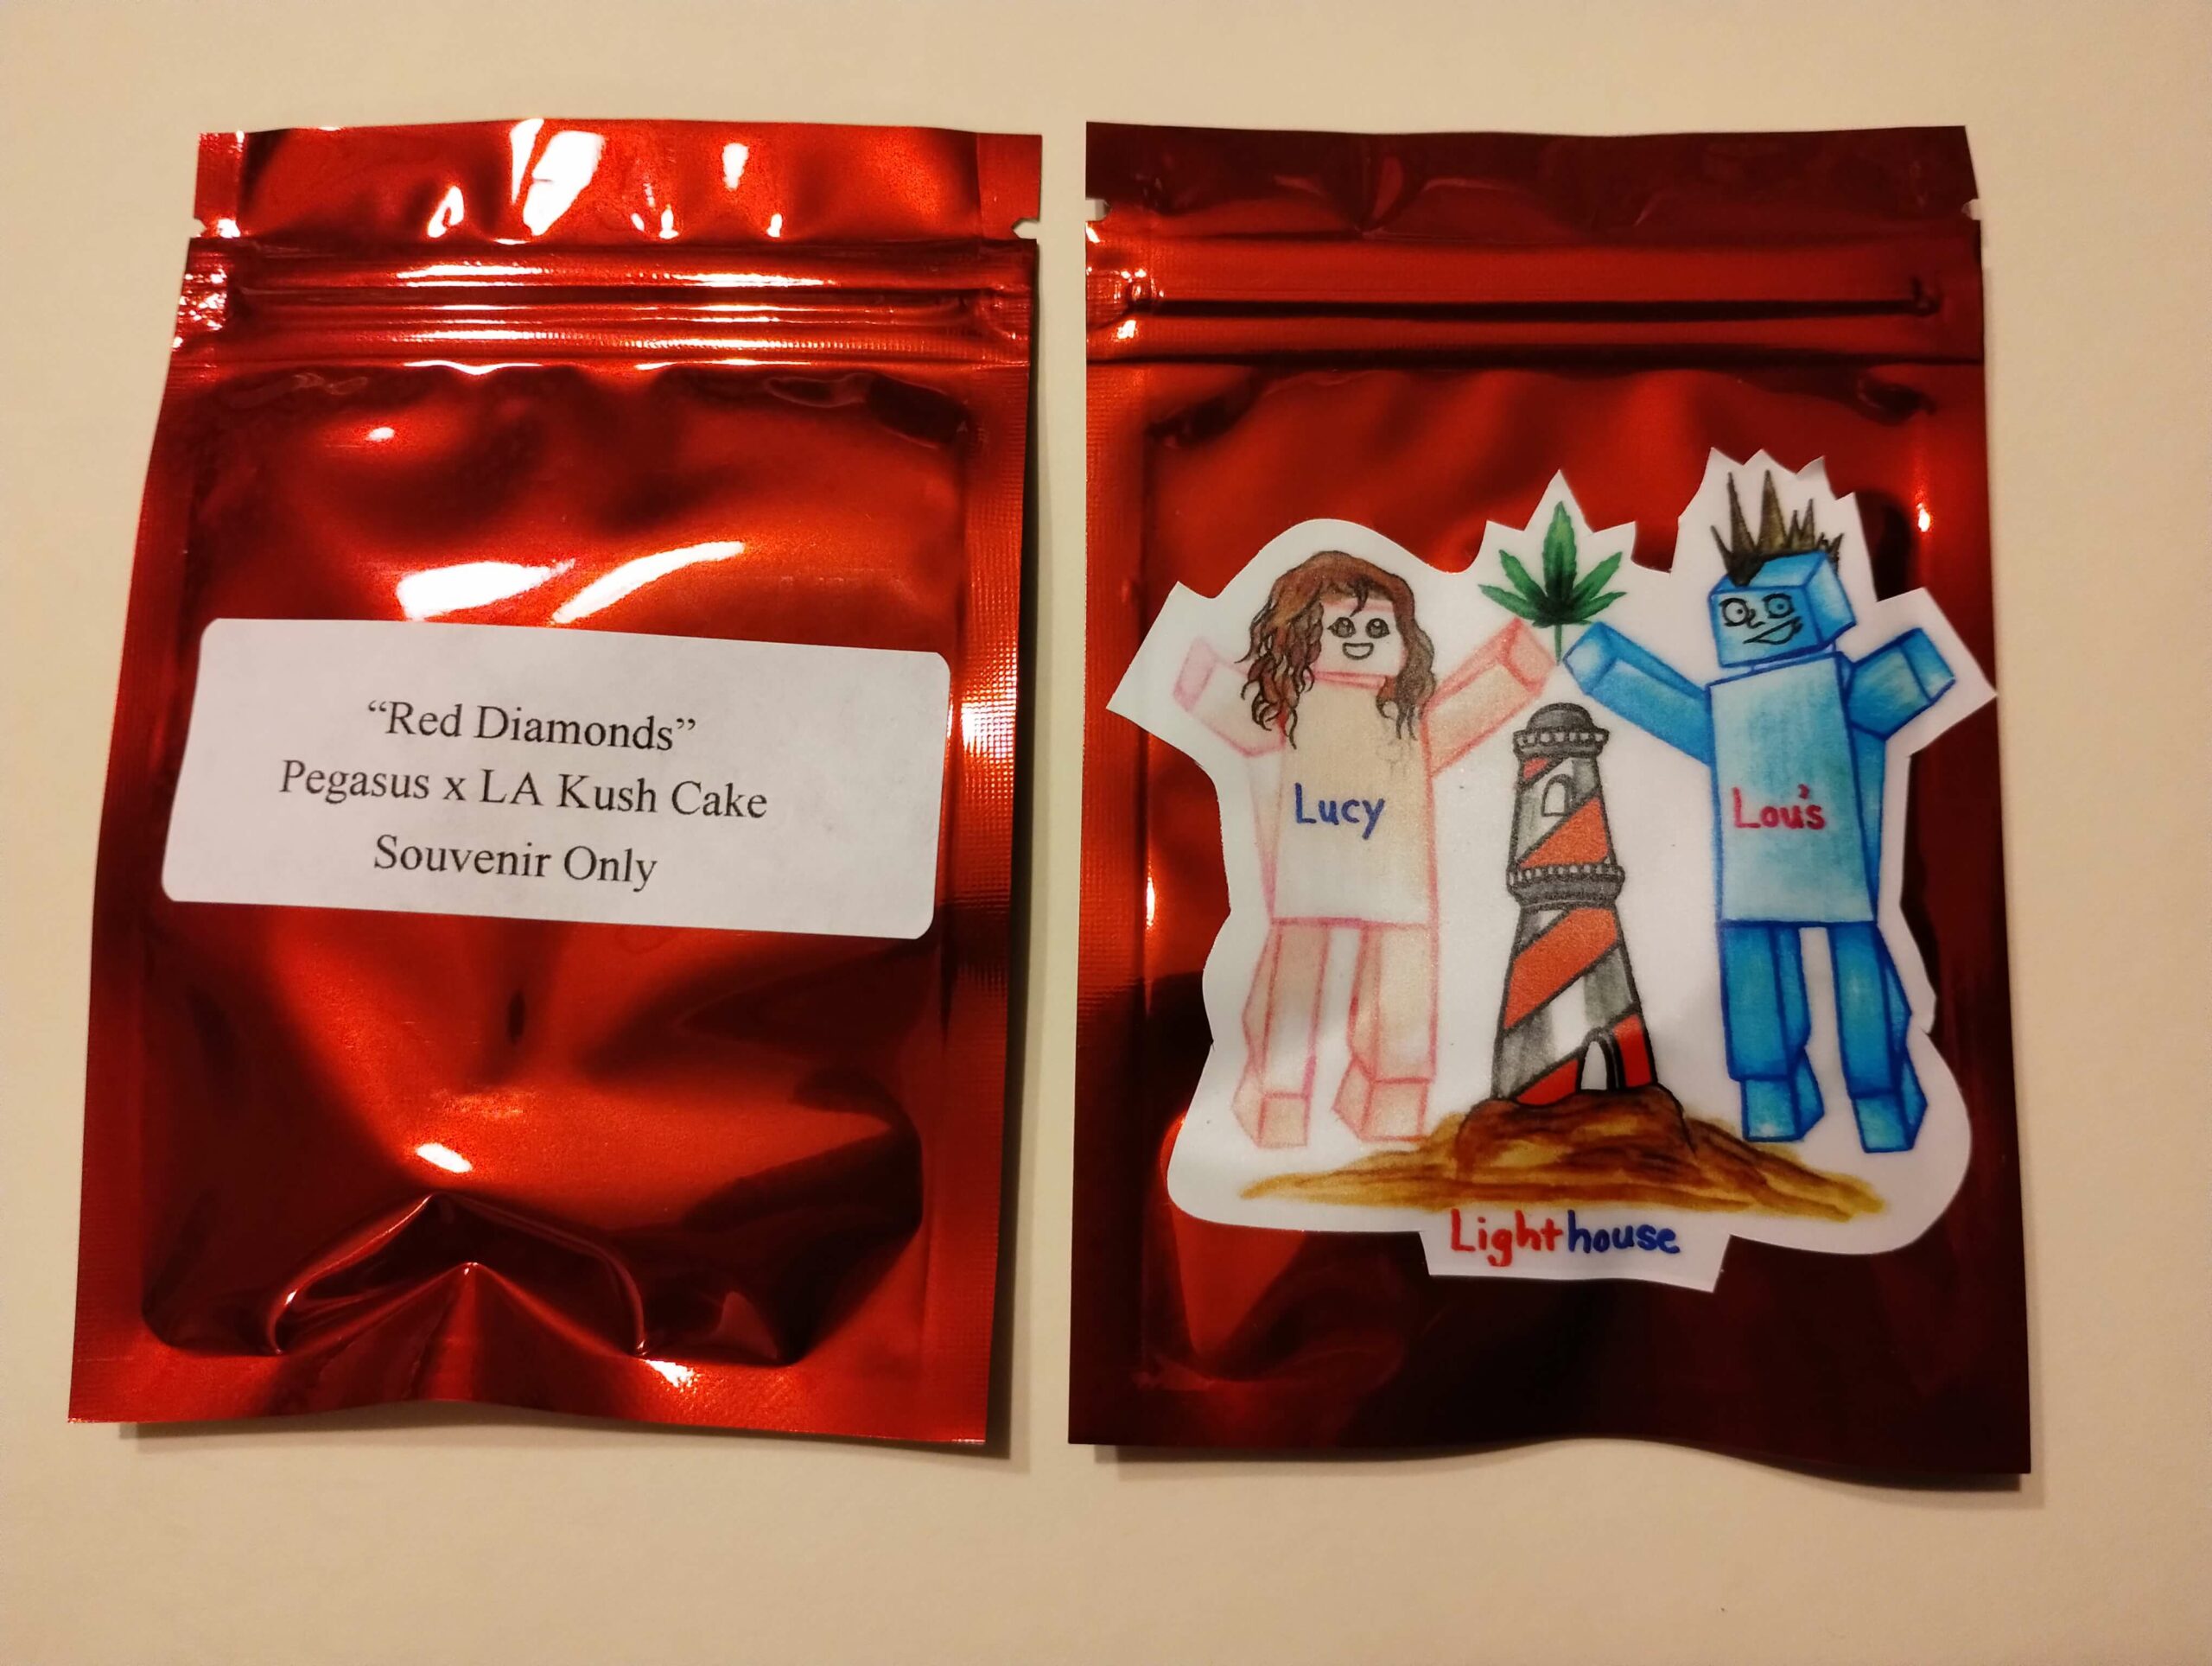 “Red Diamonds”
Pegasus x LA Kush Cake
Souvenir Only
Lucy
Lou's
Lighthouse